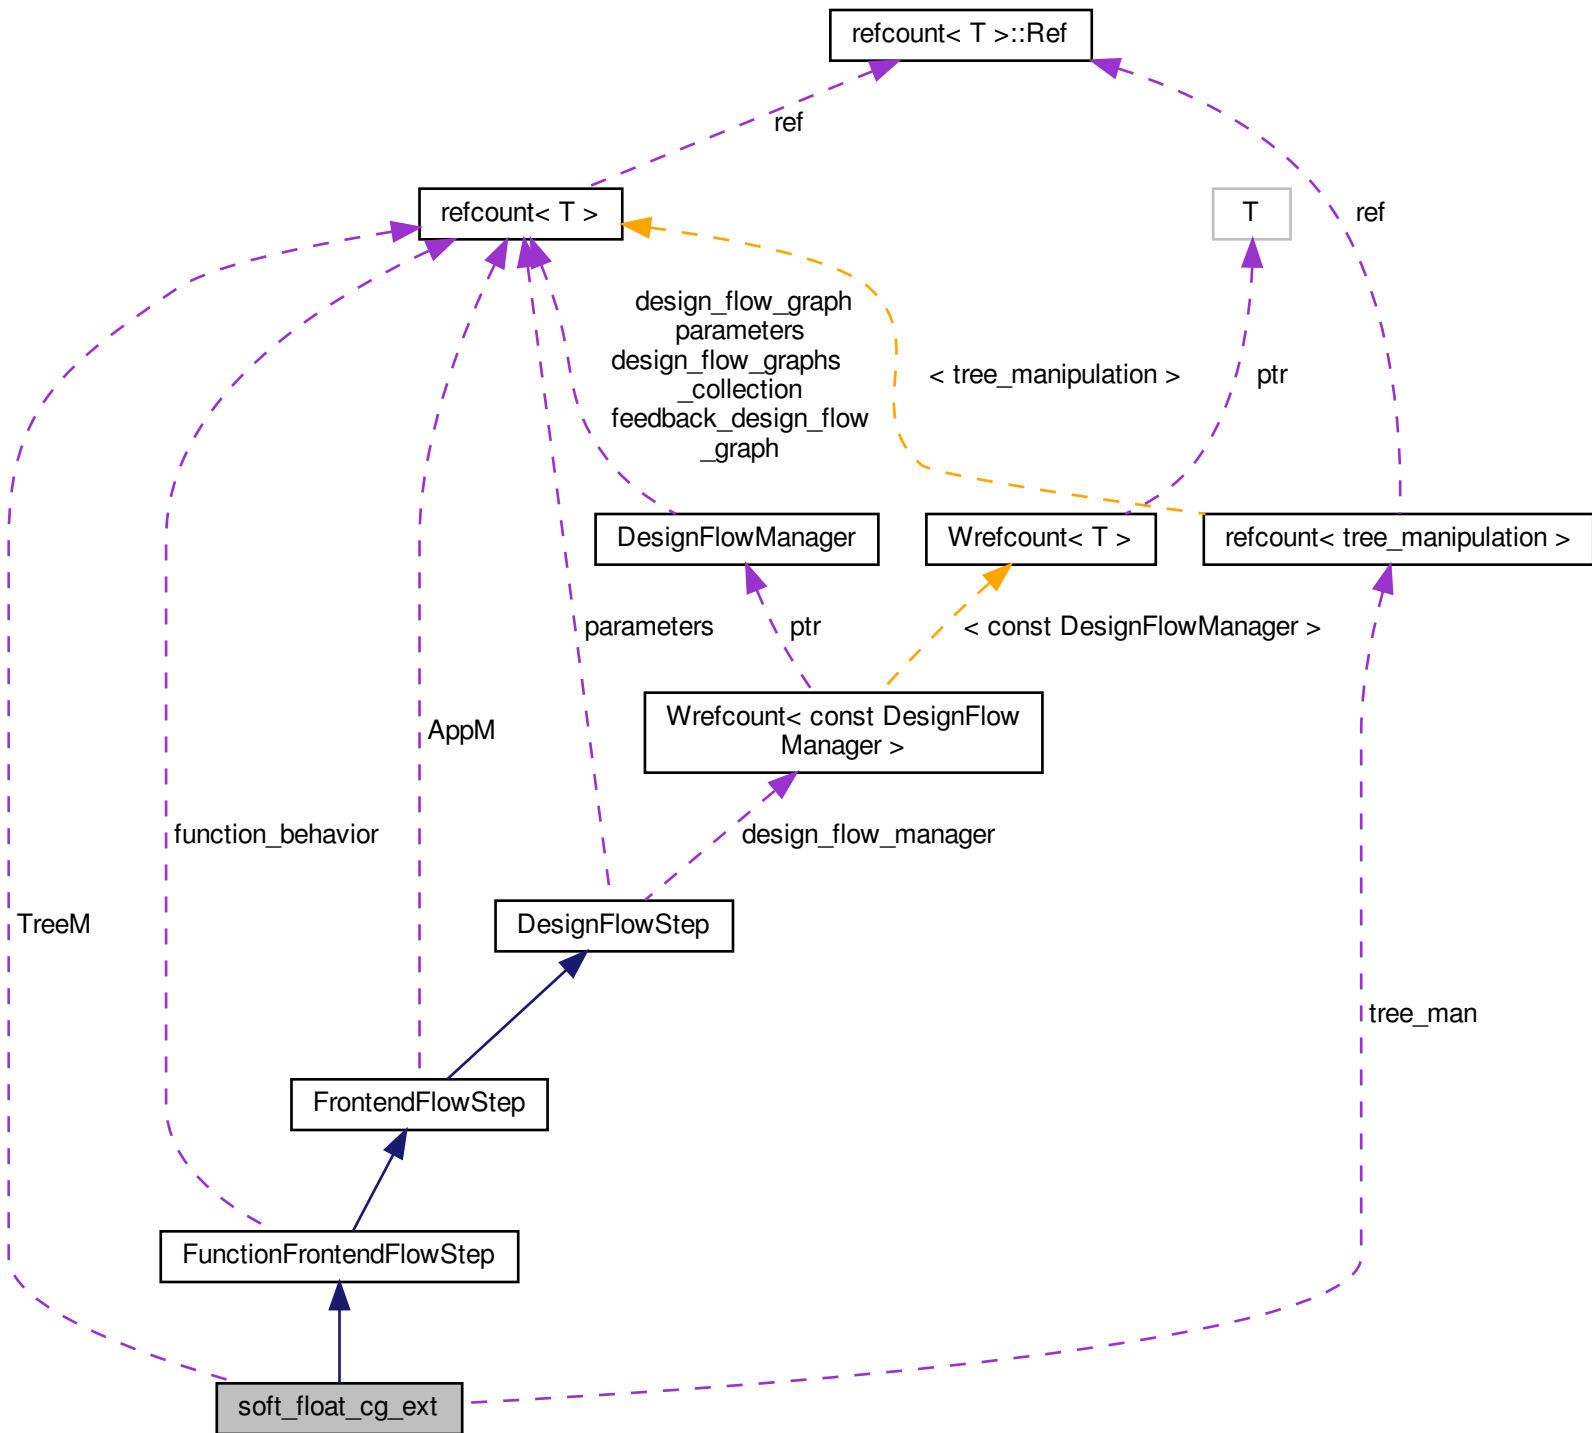 refcount< T >::Ref
ref
refcount< T >
T
ref
design_flow_graph
parameters
design_flow_graphs
_collection
feedback_design_flow
_graph
< tree_manipulation >
ptr
DesignFlowManager
Wrefcount< T >
refcount< tree_manipulation >
parameters
ptr
< const DesignFlowManager >
AppM
Wrefcount< const DesignFlow
Manager >
function_behavior
design_flow_manager
TreeM
DesignFlowStep
tree_man
FrontendFlowStep
FunctionFrontendFlowStep
soft_float_cg_ext